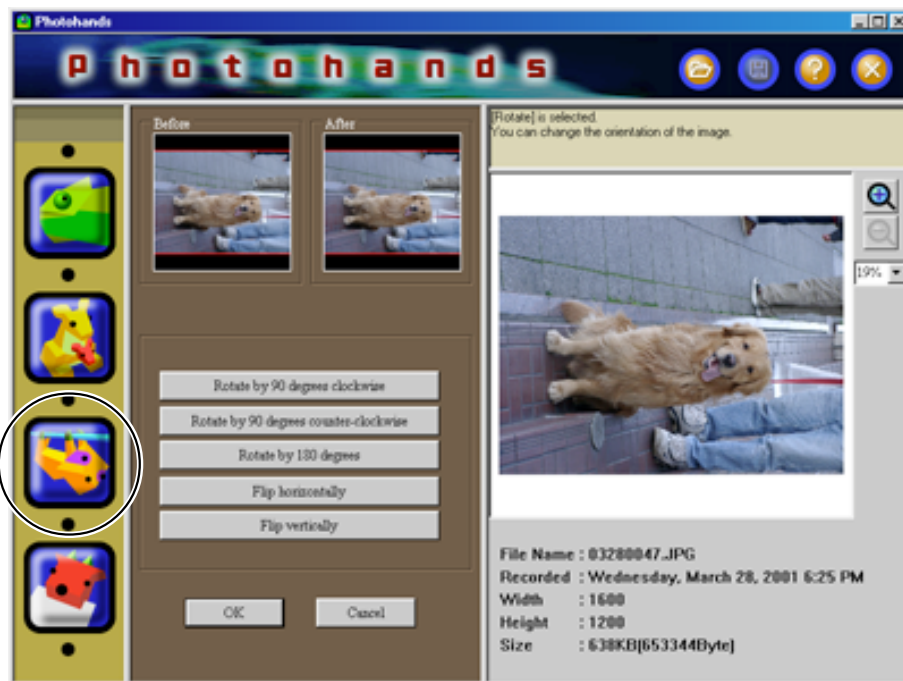 Photohands
Photohands
Before
After
[Rotate] is selected.
You can change the orientation of the image.
19%
Rotate by 90 degrees clockwise
Rotate by 90 degrees counter-clockwise
Rotate by 180 degrees
Flip horizontally
Flip vertically
OK
Cancel
File Name : 03280047.JPG
Recorded : Wednesday, March 28, 2001 6:25 PM
Width : 1600
Height : 1200
Size : 638KB(653344Byte)